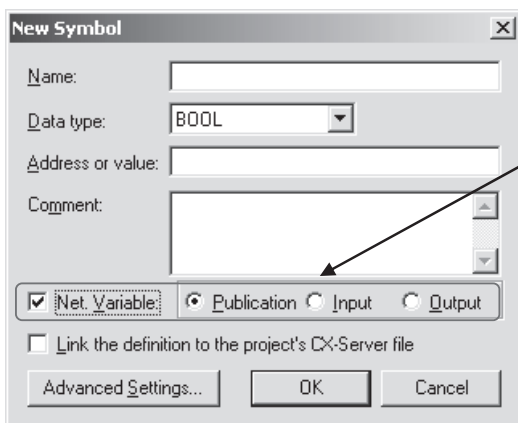 New Symbol
Name:
Data type: BOOL
Address or value:
Comment:
Net. Variable: Publication Input Output
Link the definition to the project's CX-Server file
Advanced Settings... OK Cancel